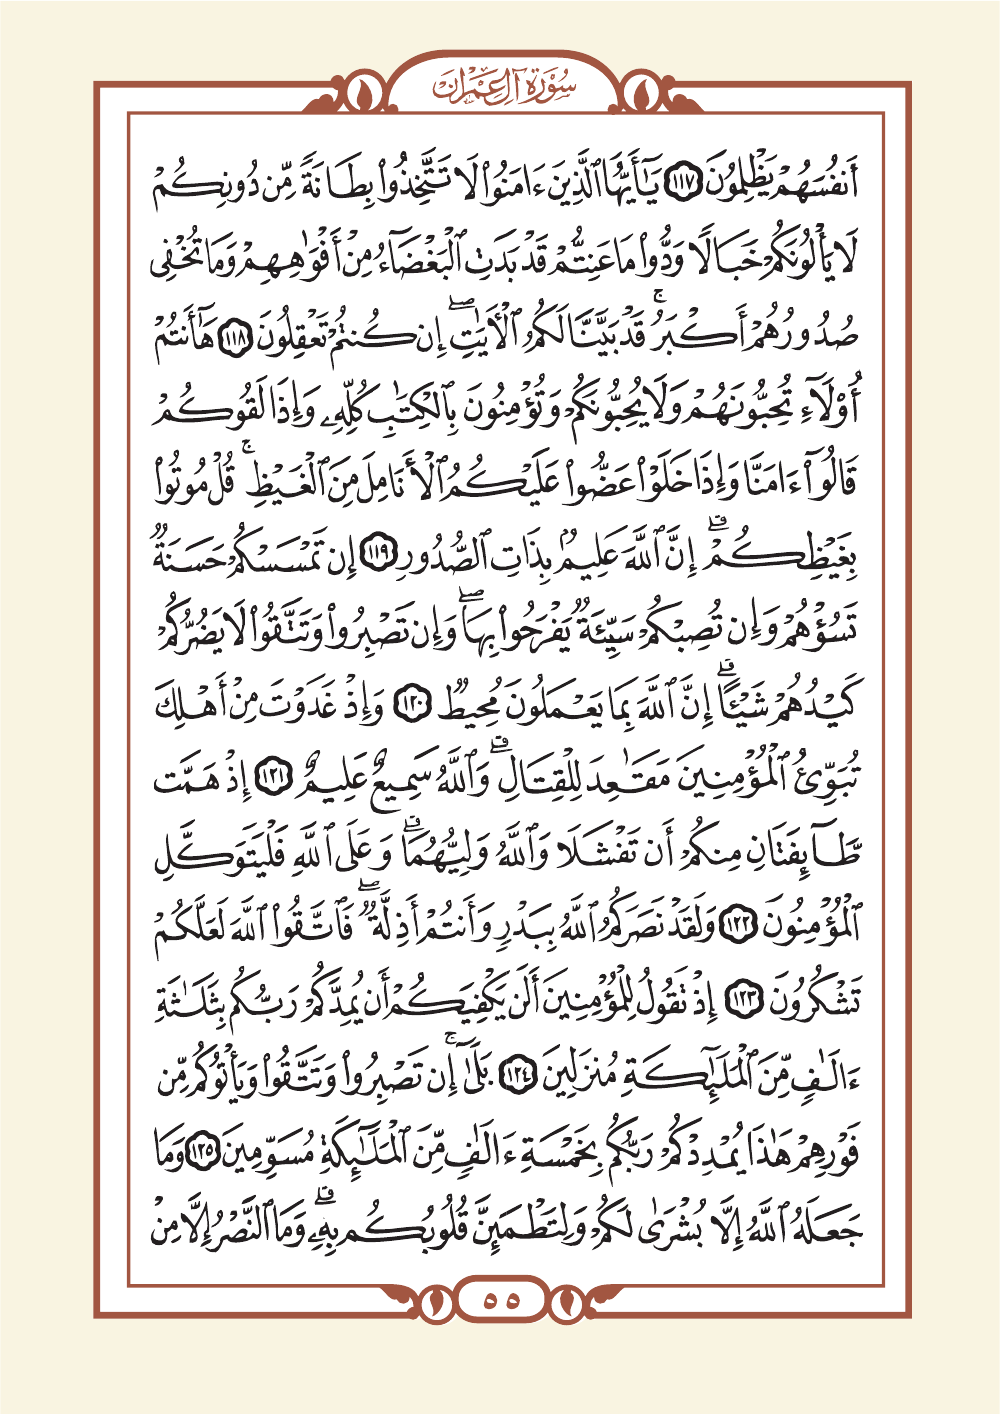 سُورَةُ آلِ عِمْرَانَ
أَنفُسَهُمْ يَظْلِمُونَ ١١٧ يَٰٓأَيُّهَا ٱلَّذِينَ ءَامَنُوا۟ لَا تَتَّخِذُوا۟ بِطَانَةً مِّن دُونِكُمْ
لَا يَأْلُونَكُمْ خَبَالًا وَدُّوا۟ مَا عَنِتُّمْ قَدْ بَدَتِ ٱلْبَغْضَآءُ مِنْ أَفْوَٰهِهِمْ وَمَا تُخْفِى
صُدُورُهُمْ أَكْبَرُ ۚ قَدْ بَيَّنَّا لَكُمُ ٱلْـَٔايَٰتِ ۖ إِن كُنتُمْ تَعْقِلُونَ ١١٨ هَٰٓأَنتُمْ
أُو۟لَآءِ تُحِبُّونَهُمْ وَلَا يُحِبُّونَكُمْ وَتُؤْمِنُونَ بِٱلْكِتَٰبِ كُلِّهِۦ وَإِذَا لَقُوكُمْ
قَالُوٓا۟ ءَامَنَّا وَإِذَا خَلَوْا۟ عَضُّوا۟ عَلَيْكُمُ ٱلْأَنَامِلَ مِنَ ٱلْغَيْظِ ۚ قُلْ مُوتُوا۟
بِغَيْظِكُمْ ۗ إِنَّ ٱللَّهَ عَلِيمٌۢ بِذَاتِ ٱلصُّدُورِ ١١٩ إِن تَمْسَسْكُمْ حَسَنَةٌ
تَسُؤْهُمْ وَإِن تُصِبْكُمْ سَيِّئَةٌ يَفْرَحُوا۟ بِهَا ۖ وَإِن تَصْبِرُوا۟ وَتَتَّقُوا۟ لَا يَضُرُّكُمْ
كَيْدُهُمْ شَيْـًٔا ۗ إِنَّ ٱللَّهَ بِمَا يَعْمَلُونَ مُحِيطٌ ١٢٠ وَإِذْ غَدَوْتَ مِنْ أَهْلِكَ
تُبَوِّئُ ٱلْمُؤْمِنِينَ مَقَٰعِدَ لِلْقِتَالِ ۗ وَٱللَّهُ سَمِيعٌ عَلِيمٌ ١٢١ إِذْ هَمَّت
طَّآئِفَتَانِ مِنكُمْ أَن تَفْشَلَا وَٱللَّهُ وَلِيُّهُمَا ۗ وَعَلَى ٱللَّهِ فَلْيَتَوَكَّلِ
ٱلْمُؤْمِنُونَ ١٢٢ وَلَقَدْ نَصَرَكُمُ ٱللَّهُ بِبَدْرٍ وَأَنتُمْ أَذِلَّةٌ ۖ فَٱتَّقُوا۟ ٱللَّهَ لَعَلَّكُمْ
تَشْكُرُونَ ١٢٣ إِذْ تَقُولُ لِلْمُؤْمِنِينَ أَلَن يَكْفِيَكُمْ أَن يُمِدَّكُمْ رَبُّكُم بِثَلَٰثَةِ
ءَالَٰفٍ مِّنَ ٱلْمَلَٰٓئِكَةِ مُنزَلِينَ ١٢٤ بَلَىٰٓ ۚ إِن تَصْبِرُوا۟ وَتَتَّقُوا۟ وَيَأْتُوكُم مِّن
فَوْرِهِمْ هَٰذَا يُمْدِدْكُمْ رَبُّكُم بِخَمْسَةِ ءَالَٰفٍ مِّنَ ٱلْمَلَٰٓئِكَةِ مُسَوِّمِينَ ١٢٥ وَمَا
جَعَلَهُ ٱللَّهُ إِلَّا بُشْرَىٰ لَكُمْ وَلِتَطْمَئِنَّ قُلُوبُكُم بِهِۦ ۗ وَمَا ٱلنَّصْرُ إِلَّا مِنْ
٥٥